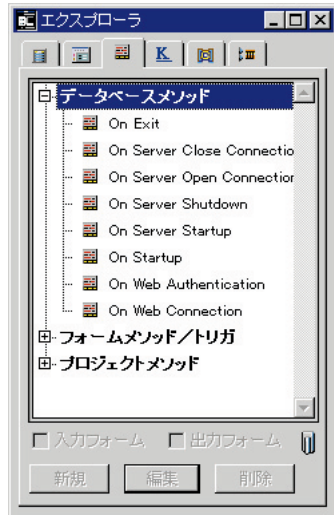 エクスプローラ
K
データベースメソッド
On Exit
On Server Close Connectio
On Server Open Connection
On Server Shutdown
On Server Startup
On Startup
On Web Authentication
On Web Connection
フォームメソッド／トリガ
プロジェクトメソッド
入力フォーム 出力フォーム
新規 編集 削除